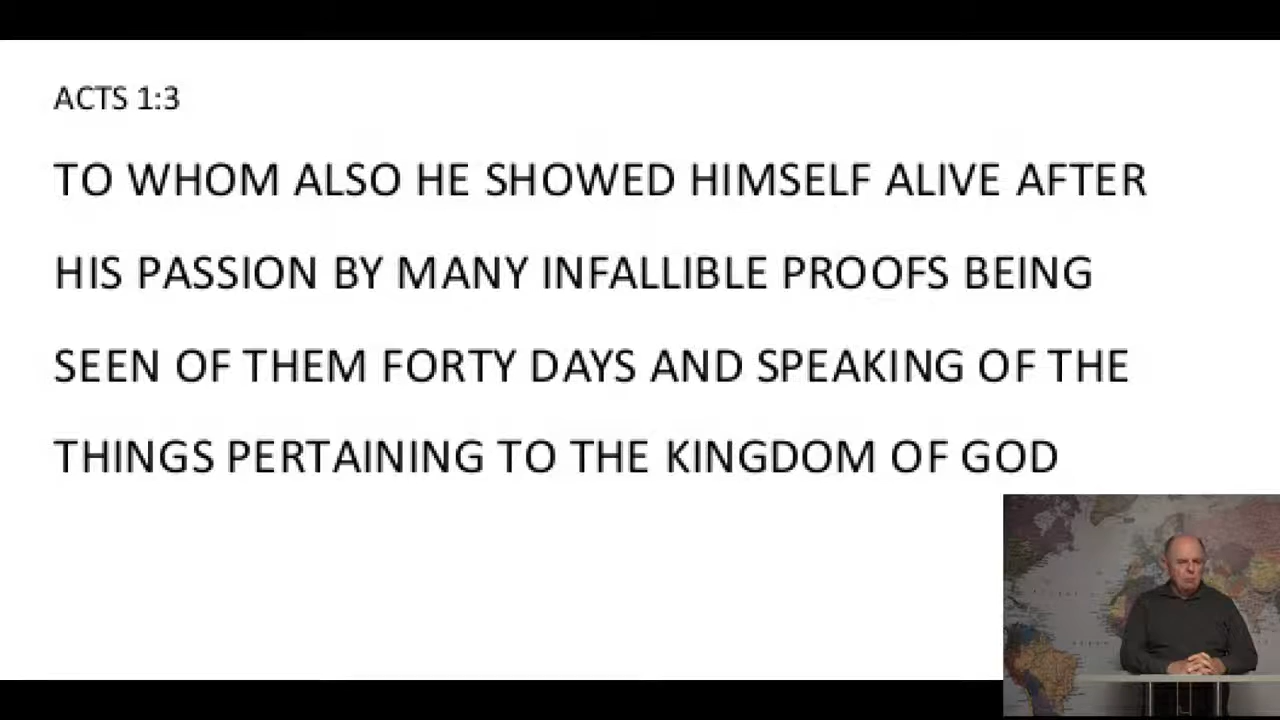 ACTS 1:3
TO WHOM ALSO HE SHOWED HIMSELF ALIVE AFTER
HIS PASSION BY MANY INFALLIBLE PROOFS BEING
SEEN OF THEM FORTY DAYS AND SPEAKING OF THE
THINGS PERTAINING TO THE KINGDOM OF GOD